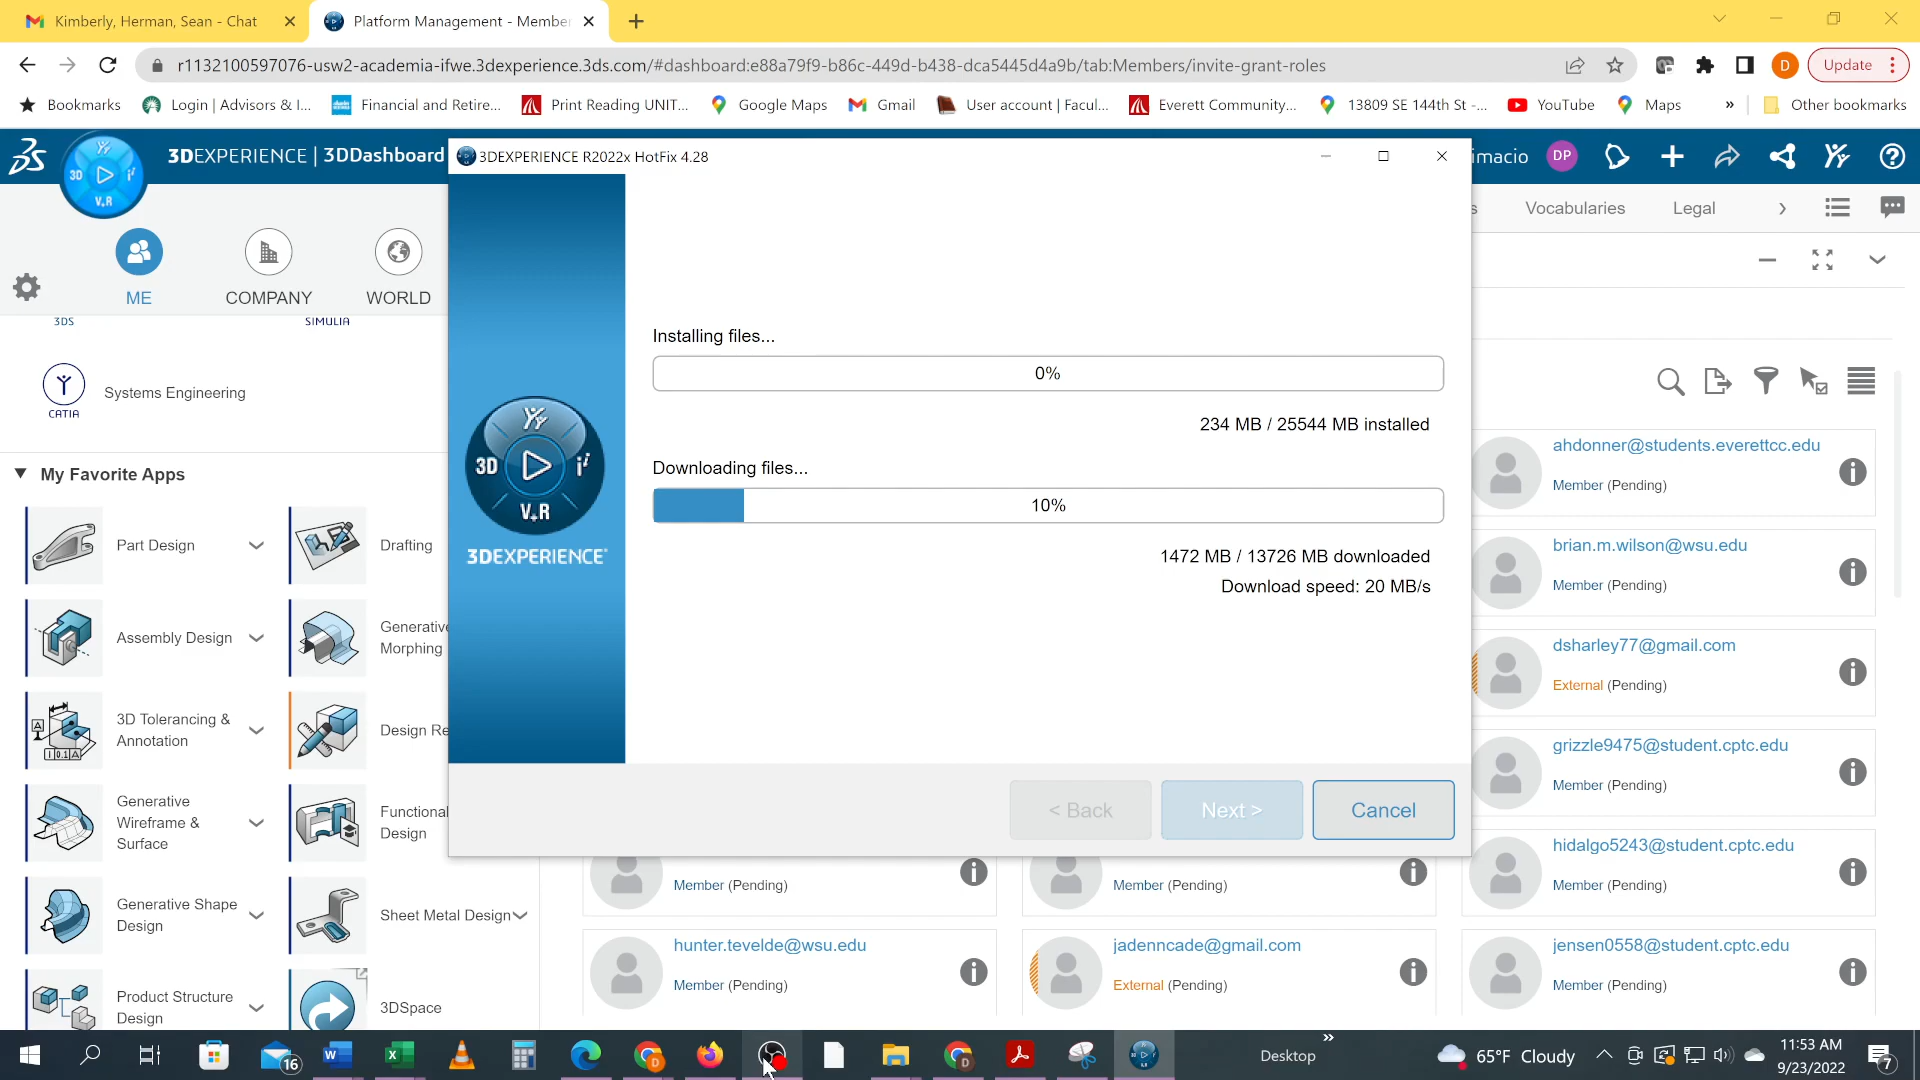 Kimberly, Herman, Sean - Chat
Platform Management - Member
r1132100597076-usw2-academia-ifwe.3dexperience.3ds.com/#dashboard:e88a79f9-b86c-449d-b438-dca5445d4a9b/tab:Members/invite-grant-roles
D
Update
Bookmarks
Login | Advisors & I...
Financial and Retire...
Print Reading UNIT...
Google Maps
Gmail
User account | Facul...
Everett Community...
13809 SE 144th St -...
YouTube
Maps
»
Other bookmarks
3DEXPERIENCE | 3DDashboard
3D
V.R
3DEXPERIENCE R2022x HotFix 4.28
imacio
DP
ME
COMPANY
WORLD
s
Vocabularies
Legal
3DS
SIMULIA
CATIA
Systems Engineering
My Favorite Apps
Part Design
Drafting
Assembly Design
Generative
Morphing
3D Tolerancing &
Annotation
Design Re
Generative
Wireframe &
Surface
Functional
Design
Generative Shape
Design
Sheet Metal Design
Product Structure
Design
3DSpace
3D
V+R
3DEXPERIENCE
Installing files...
0%
234 MB / 25544 MB installed
Downloading files...
10%
1472 MB / 13726 MB downloaded
Download speed: 20 MB/s
< Back
Next >
Cancel
ahdonner@students.everettcc.edu
Member (Pending)
brian.m.wilson@wsu.edu
Member (Pending)
dsharley77@gmail.com
External (Pending)
grizzle9475@student.cptc.edu
Member (Pending)
hidalgo5243@student.cptc.edu
Member (Pending)
Member (Pending)
Member (Pending)
hunter.tevelde@wsu.edu
Member (Pending)
jadenncade@gmail.com
External (Pending)
jensen0558@student.cptc.edu
Member (Pending)
16
Desktop
»
65°F Cloudy
11:53 AM
9/23/2022
7